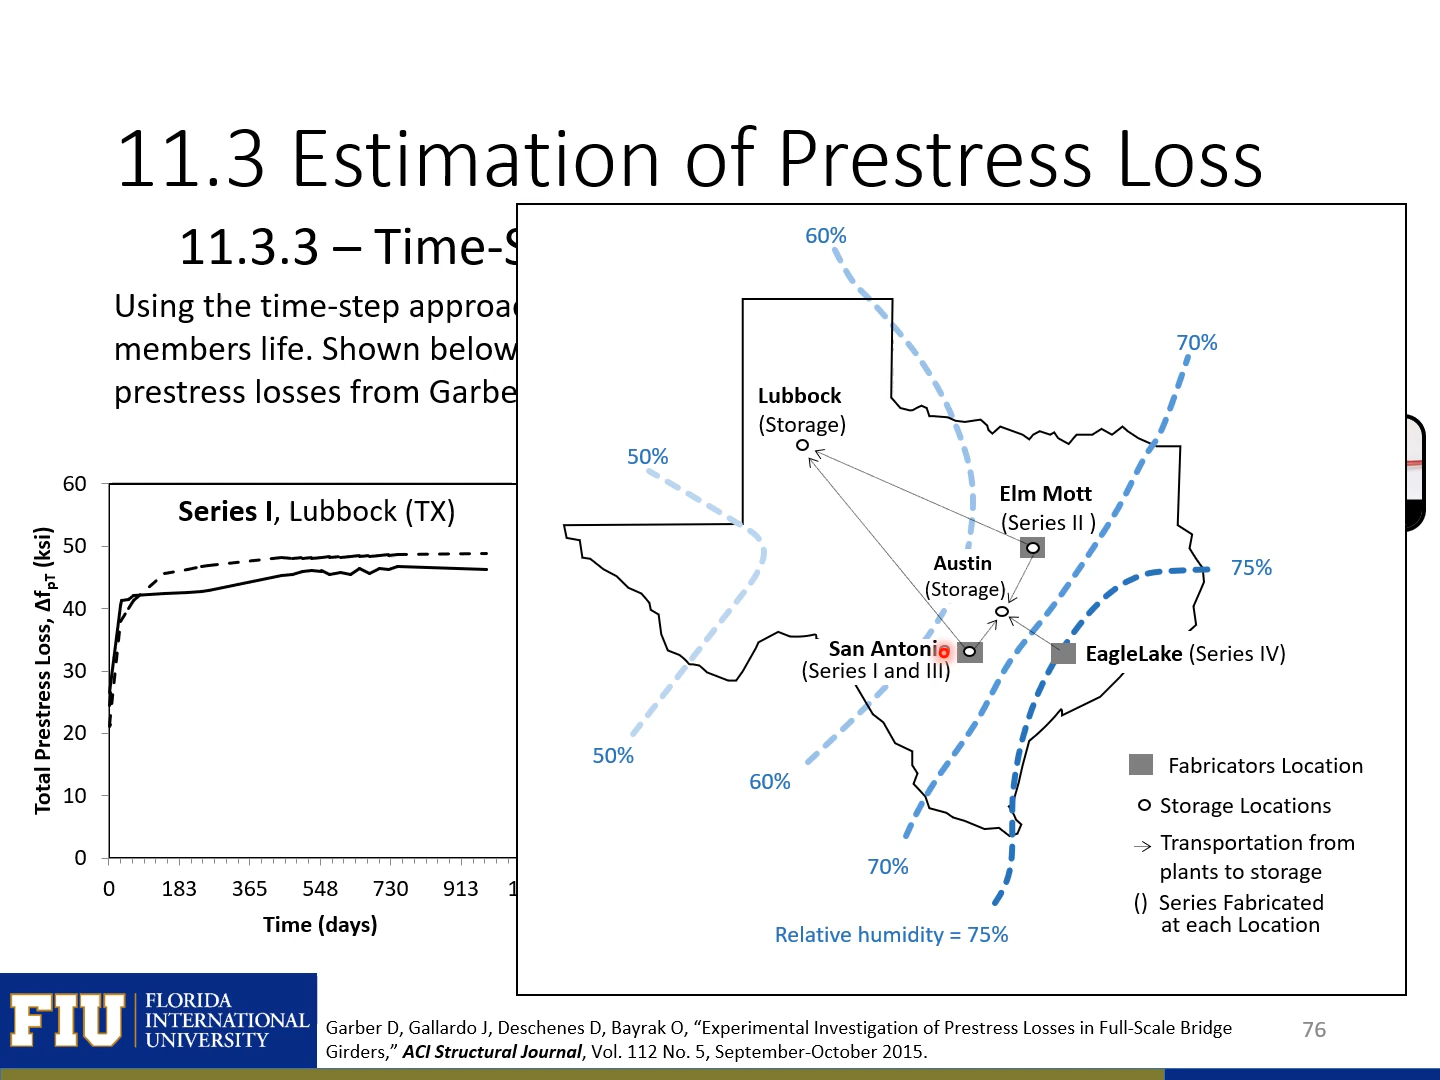 11.3 Estimation of Prestress Loss
11.3.3 – Time-S
Using the time-step approac
members life. Shown below
prestress losses from Garbe
60
50
40
30
20
10
0
Total Prestress Loss, ΔfpT (ksi)
Series I, Lubbock (TX)
0 183 365 548 730 913 1
Time (days)
60%
70%
Lubbock
(Storage)
50%
Elm Mott
(Series II )
Austin
(Storage)
75%
San Antonio
(Series I and III)
EagleLake (Series IV)
50%
60%
70%
Relative humidity = 75%
Fabricators Location
Storage Locations
Transportation from
plants to storage
() Series Fabricated
at each Location
FIU
FLORIDA
INTERNATIONAL
UNIVERSITY
Garber D, Gallardo J, Deschenes D, Bayrak O, “Experimental Investigation of Prestress Losses in Full-Scale Bridge
Girders,” ACI Structural Journal, Vol. 112 No. 5, September-October 2015.
76